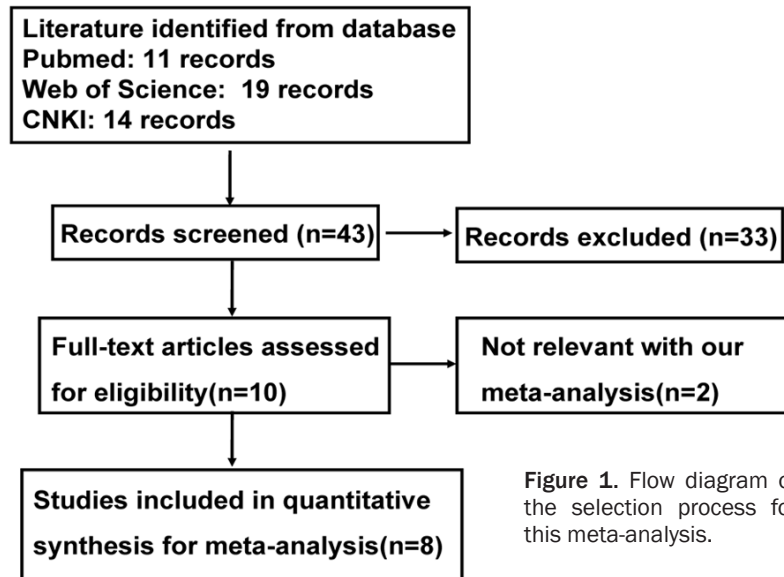 Literature identified from database
Pubmed: 11 records
Web of Science: 19 records
CNKI: 14 records
Records screened (n=43)
Records excluded (n=33)
Full-text articles assessed
for eligibility(n=10)
Not relevant with our
meta-analysis(n=2)
Studies included in quantitative
synthesis for meta-analysis(n=8)
Figure 1. Flow diagram
the selection process
this meta-analysis.